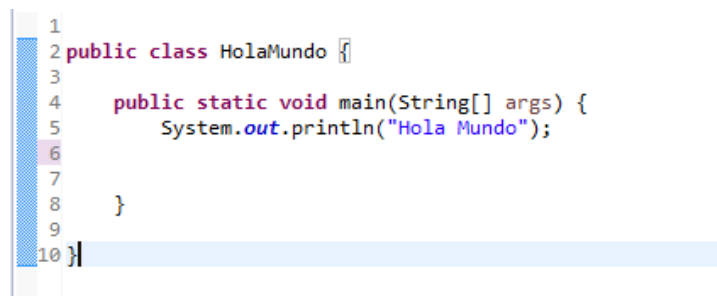 1
2 public class HolaMundo {
3
4 public static void main(String[] args) {
5 System.out.println("Hola Mundo");
6
7
8 }
9
10 }